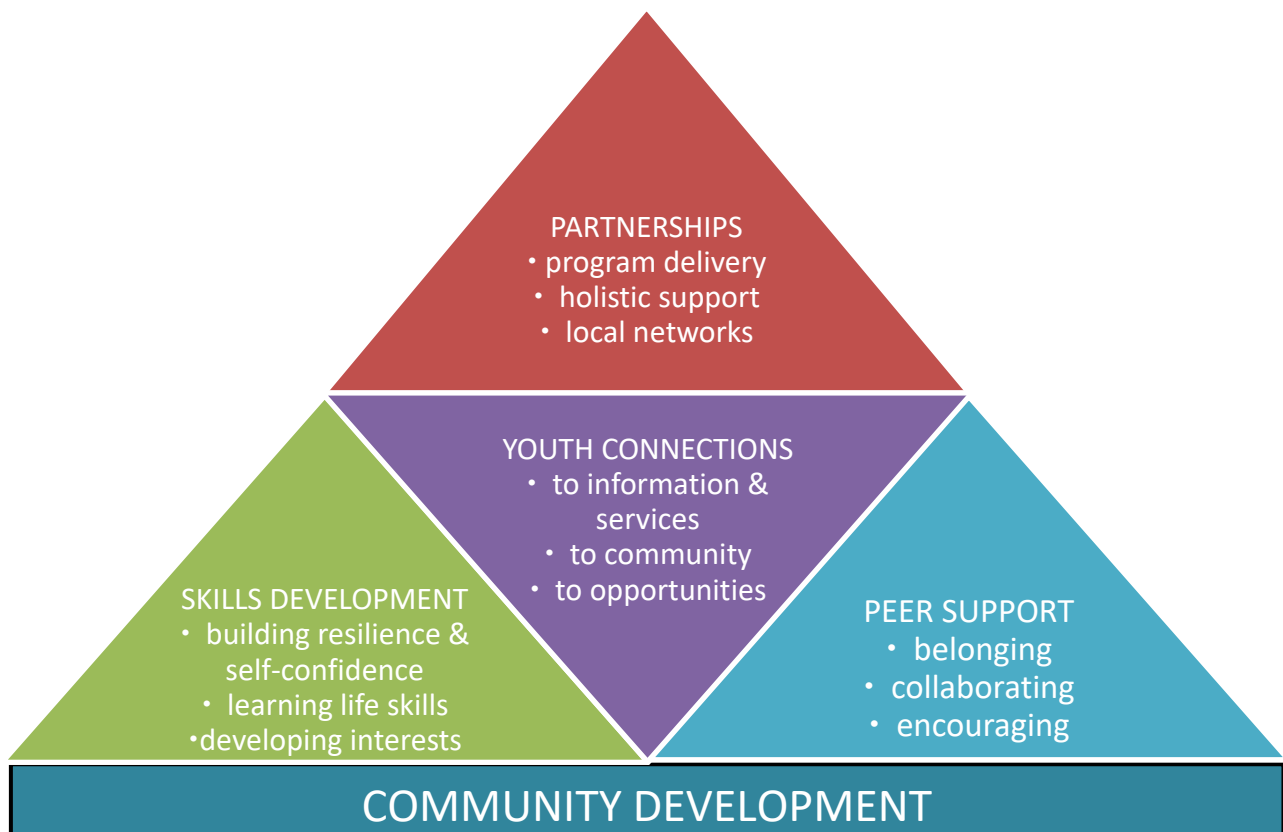 PARTNERSHIPS
· program delivery
· holistic support
· local networks
YOUTH CONNECTIONS
· to information &
services
· to community
· to opportunities
SKILLS DEVELOPMENT
· building resilience &
self-confidence
· learning life skills
·developing interests
PEER SUPPORT
· belonging
· collaborating
· encouraging
COMMUNITY DEVELOPMENT